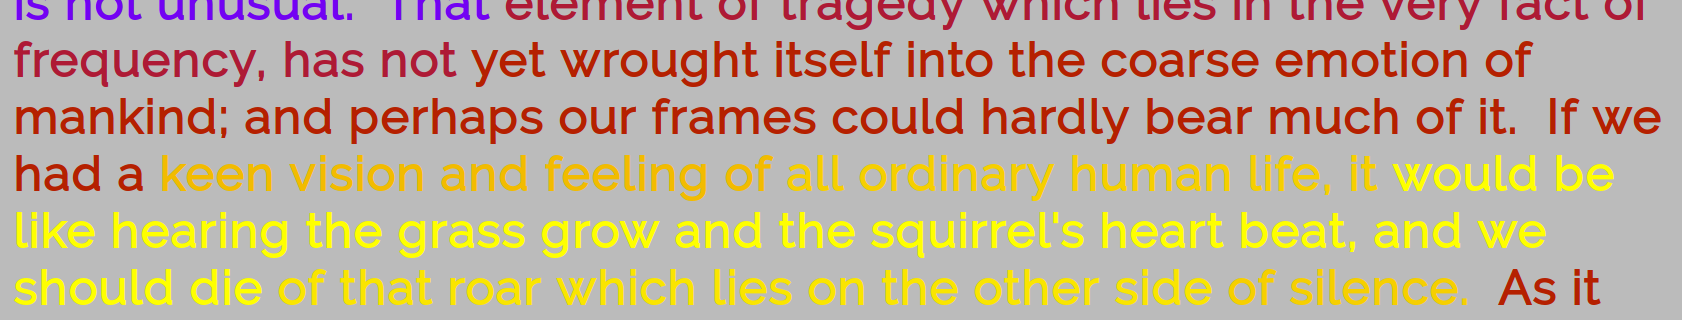 is not unusual.  That element of tragedy which lies in the very fact of
frequency, has not yet wrought itself into the coarse emotion of
mankind; and perhaps our frames could hardly bear much of it.  If we
had a keen vision and feeling of all ordinary human life, it would be
like hearing the grass grow and the squirrel's heart beat, and we
should die of that roar which lies on the other side of silence.  As it